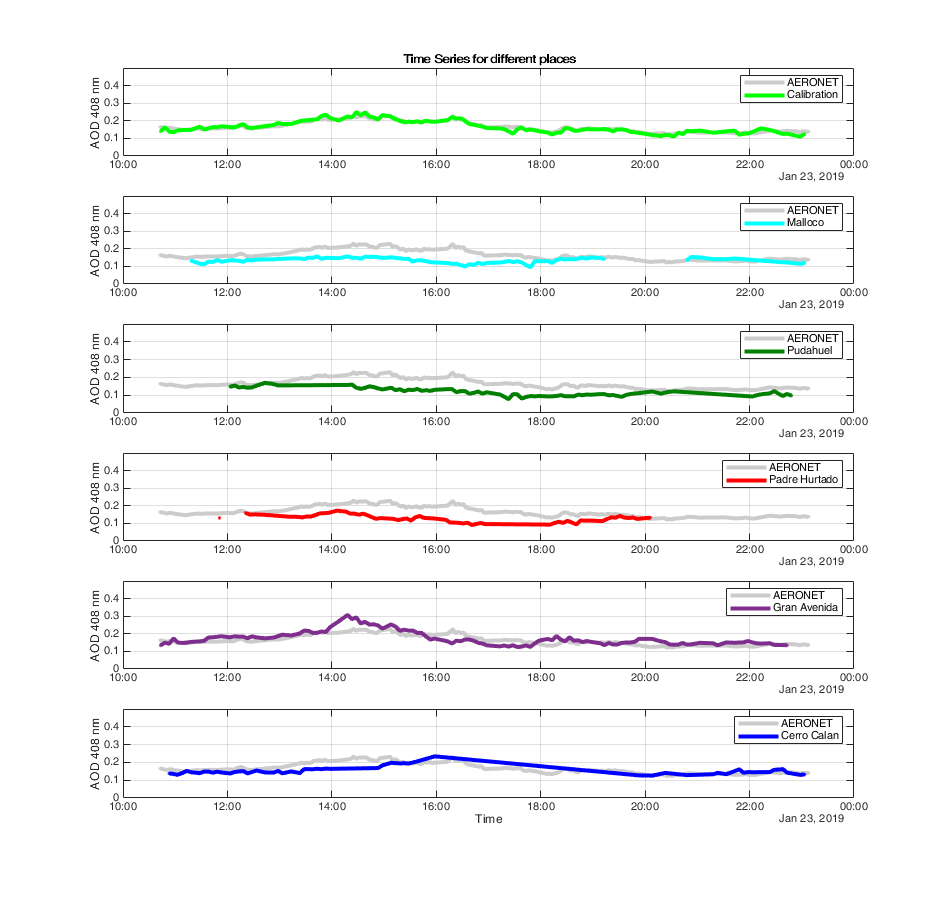 Time Series for different places
AOD 408 nm
0.4
0.3
0.2
0.1
0
AERONET
Calibration
10:00 12:00 14:00 16:00 18:00 20:00 22:00 00:00
Jan 23, 2019
AOD 408 nm
0.4
0.3
0.2
0.1
0
AERONET
Malloco
10:00 12:00 14:00 16:00 18:00 20:00 22:00 00:00
Jan 23, 2019
AOD 408 nm
0.4
0.3
0.2
0.1
0
AERONET
Pudahuel
10:00 12:00 14:00 16:00 18:00 20:00 22:00 00:00
Jan 23, 2019
AOD 408 nm
0.4
0.3
0.2
0.1
0
AERONET
Padre Hurtado
10:00 12:00 14:00 16:00 18:00 20:00 22:00 00:00
Jan 23, 2019
AOD 408 nm
0.4
0.3
0.2
0.1
0
AERONET
Gran Avenida
10:00 12:00 14:00 16:00 18:00 20:00 22:00 00:00
Jan 23, 2019
AOD 408 nm
0.4
0.3
0.2
0.1
0
AERONET
Cerro Calan
10:00 12:00 14:00 16:00 18:00 20:00 22:00 00:00
Time
Jan 23, 2019